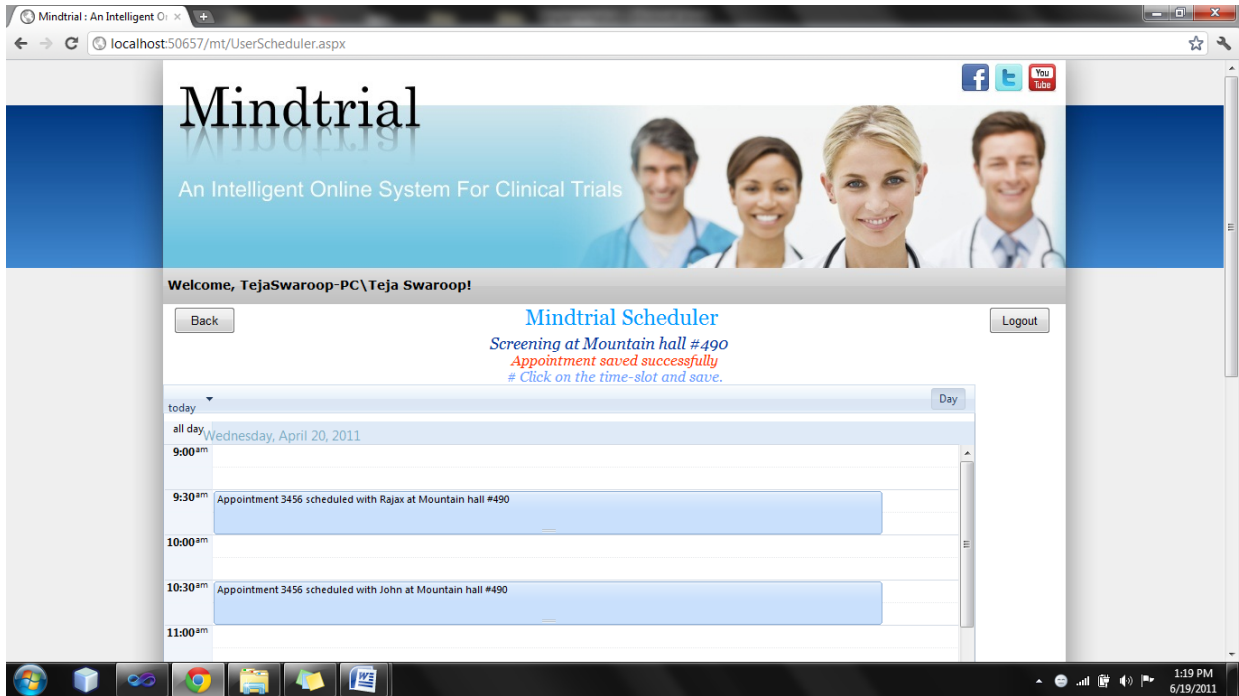 Mindtrial : An Intelligent On
localhost:50657/mt/UserScheduler.aspx
You
Tube
Mindtrial
An Intelligent Online System For Clinical Trials
Welcome, TejaSwaroop-PC\Teja Swaroop!
Back
Mindtrial Scheduler
Logout
Screening at Mountain hall #490
Appointment saved successfully
# Click on the time-slot and save.
today
Day
all day
Wednesday, April 20, 2011
9:00am
9:30am Appointment 3456 scheduled with Rajax at Mountain hall #490
10:00am
10:30am Appointment 3456 scheduled with John at Mountain hall #490
11:00am
1:19 PM
6/19/2011